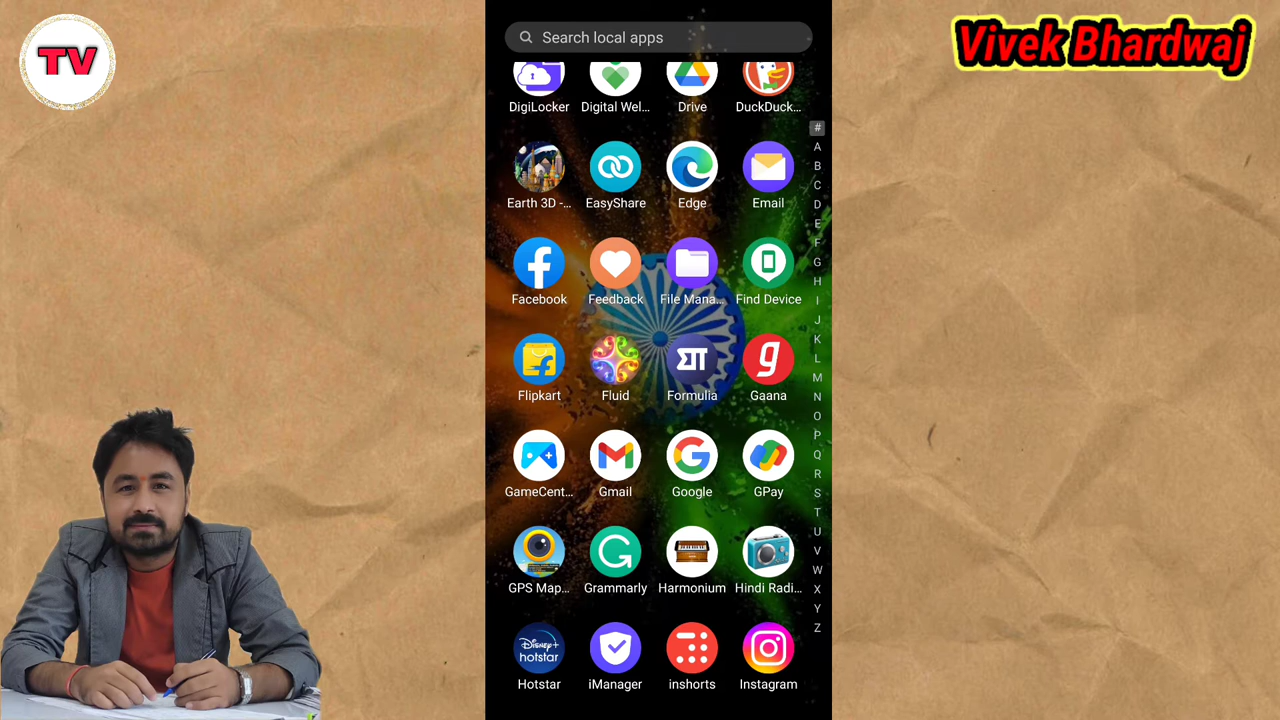 TV
Vivek Bhardwaj
Search local apps
DigiLocker Digital Wel... Drive DuckDuck...
#
A
Earth 3D -... EasyShare Edge Email
B
C
D
E
F
Facebook Feedback File Mana... Find Device
G
H
I
J
K
L
Flipkart Fluid Formulia Gaana
M
N
O
P
Q
GameCent... Gmail Google GPay
R
S
T
U
V
W
GPS Map... Grammarly Harmonium Hindi Radi...
X
Y
Z
Disney+
hotstar
Hotstar iManager inshorts Instagram